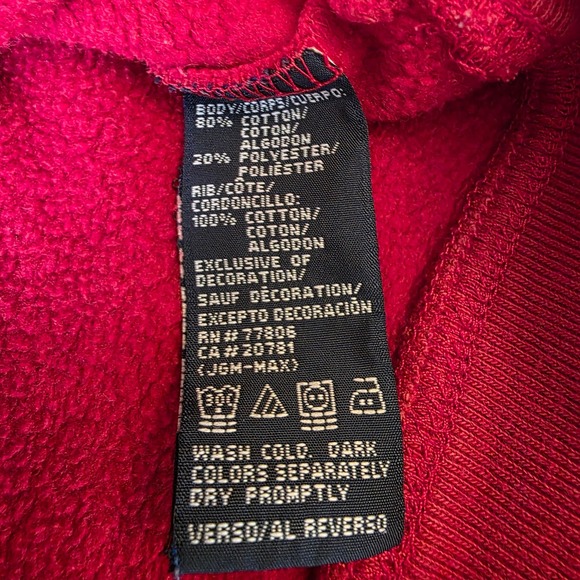 BODY/CORPS/CUERPO:
80% COTTON/
COTON/
ALGODON
20% POLYESTER/
POLIÉSTER
RIB/CÔTE/
CORDONCILLO:
100% COTTON/
COTON/
ALGODON
EXCLUSIVE OF
DECORATION/
SAUF DÉCORATION/
EXCEPTO DECORACIÓN
RN# 77806
CA# 20781
(JGM-MAX)
WASH COLD. DARK
COLORS SEPARATELY
DRY PROMPTLY
VERSO/AL REVERSO